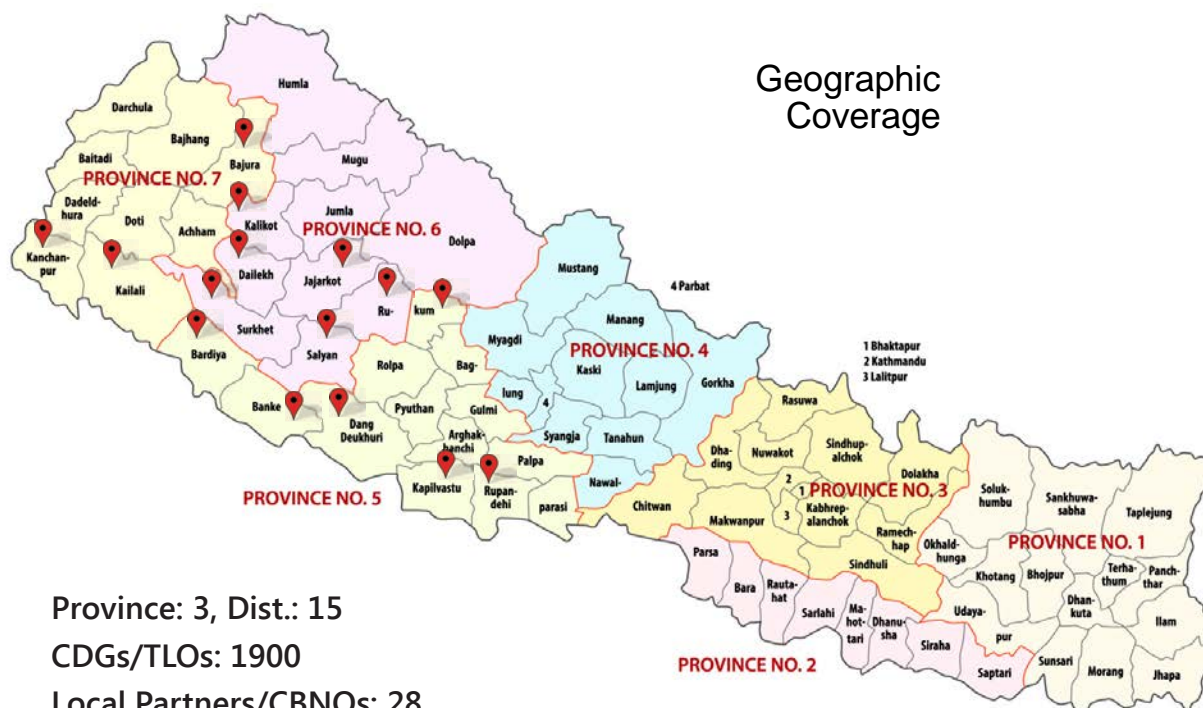 Geographic
Coverage
Humla
Darchula
Bajhang
Baitadi
Bajura
Mugu
PROVINCE NO. 7
Dadeld-
hura
Doti
Achham
Kalikot
Jumla
PROVINCE NO. 6
Dolpa
Kanchan-
pur
Kailali
Dailekh
Jajarkot
Ru-
kum
Surkhet
Salyan
Bardiya
Mustang
4 Parbat
Manang
Myagdi
PROVINCE NO. 4
Kaski
Lamjung
Gorkha
1 Bhaktapur
2 Kathmandu
3 Lalitpur
Rolpa
Bag-
lung
4
Banke
Dang
Deukhuri
Pyuthan
Gulmi
Syangja
Tanahun
Rasuwa
Arghak-
hanchi
Palpa
Dha-
ding
Nuwakot
Sindhup-
alchok
Dolakha
PROVINCE NO. 5
Kapilvastu
Rupan-
dehi
Nawal-
parasi
2
1
3
PROVINCE NO. 3
Kabhrep-
alanchok
Chitwan
Makwanpur
Ramech-
hap
Sindhuli
Soluk-
humbu
Sankhuwa-
sabha
Taplejung
Okhald-
hunga
PROVINCE NO. 1
Khotang
Bhojpur
Terha-
thum
Panch-
thar
Dhan-
kuta
Ilam
Udaya-
pur
Parsa
Bara
Rauta-
hat
Sarlahi
Ma-
hot-
tari
Dhanu-
sha
Siraha
Saptari
Sunsari
Morang
Jhapa
PROVINCE NO. 2
Province: 3, Dist.: 15
CDGs/TLOs: 1900
Local Partners/CBNOs: 28